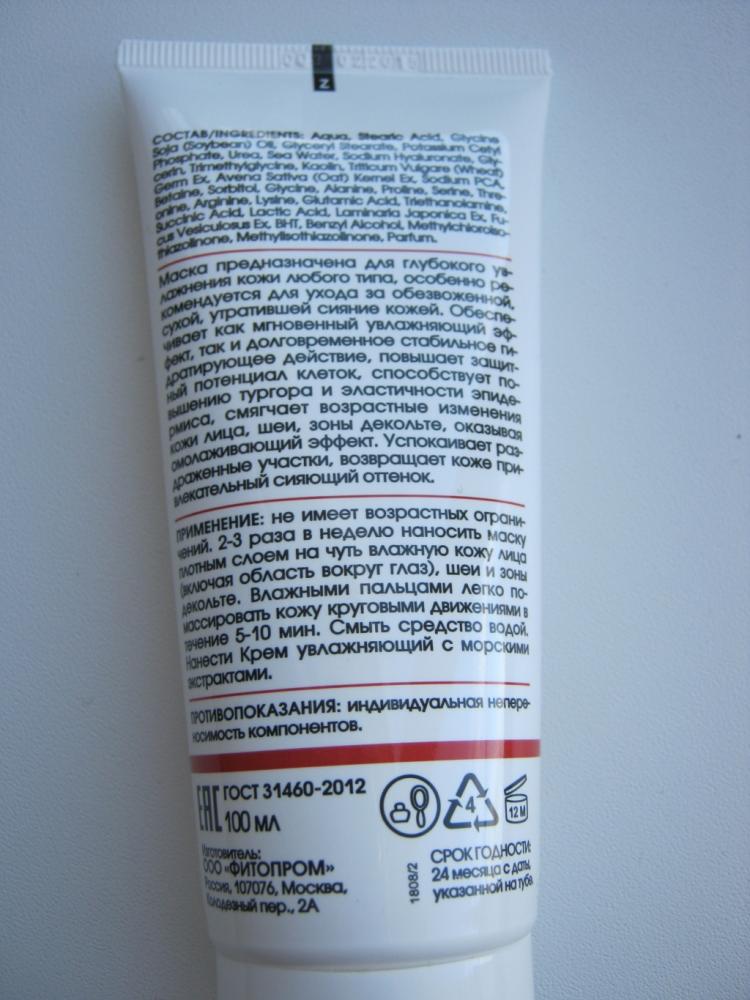 Z
СОСТАВ/INGREDIENTS: Aqua, Stearic Acid, Glycine
Soja (Soybean) Oil, Glyceryl Stearate, Potassium Cetyl
Phosphate, Urea, Sea Water, Sodium Hyaluronate, Gly-
cerin, Trimethylglycine, Kaolin, Triticum Vulgare (Wheat)
Germ Ex, Avena Sativa (Oat) Kernel Ex, Sodium PCA,
Betaine, Sorbitol, Glycine, Alanine, Proline, Serine, Thre-
onine, Arginine, Lysine, Glutamic Acid, Triethanolamine,
Succinic Acid, Lactic Acid, Laminaria Japonica Ex, Fu-
cus Vesiculosus Ex, BHT, Benzyl Alcohol, Methylchloroiso-
thiazolinone, Methylisothiazolinone, Parfum.
Маска предназначена для глубокого ув-
лажнения кожи любого типа, особенно ре-
комендуется для ухода за обезвоженной,
сухой, утратившей сияние кожей. Обеспе-
чивает как мгновенный увлажняющий эф-
фект, так и долговременное стабильное ги-
дратирующее действие, повышает защит-
ный потенциал клеток, способствует по-
вышению тургора и эластичности эпиде-
рмиса, смягчает возрастные изменения
кожи лица, шеи, зоны декольте, оказывая
омолаживающий эффект. Успокаивает раз-
драженные участки, возвращает коже при-
влекательный сияющий оттенок.
ПРИМЕНЕНИЕ: не имеет возрастных ограни-
чений. 2-3 раза в неделю наносить маску
плотным слоем на чуть влажную кожу лица
(включая область вокруг глаз), шеи и зоны
декольте. Влажными пальцами легко по-
массировать кожу круговыми движениями в
течение 5-10 мин. Смыть средство водой.
Нанести Крем увлажняющий с морскими
экстрактами.
ПРОТИВОПОКАЗАНИЯ: индивидуальная непере-
носимость компонентов.
ЕАС ГОСТ 31460-2012
100 мл
4
12 M
Изготовитель:
ООО «ФИТОПРОМ»
Россия, 107076, Москва,
Колодезный пер., 2А
1808/2
СРОК ГОДНОСТИ:
24 месяца с даты,
указанной на тубе.